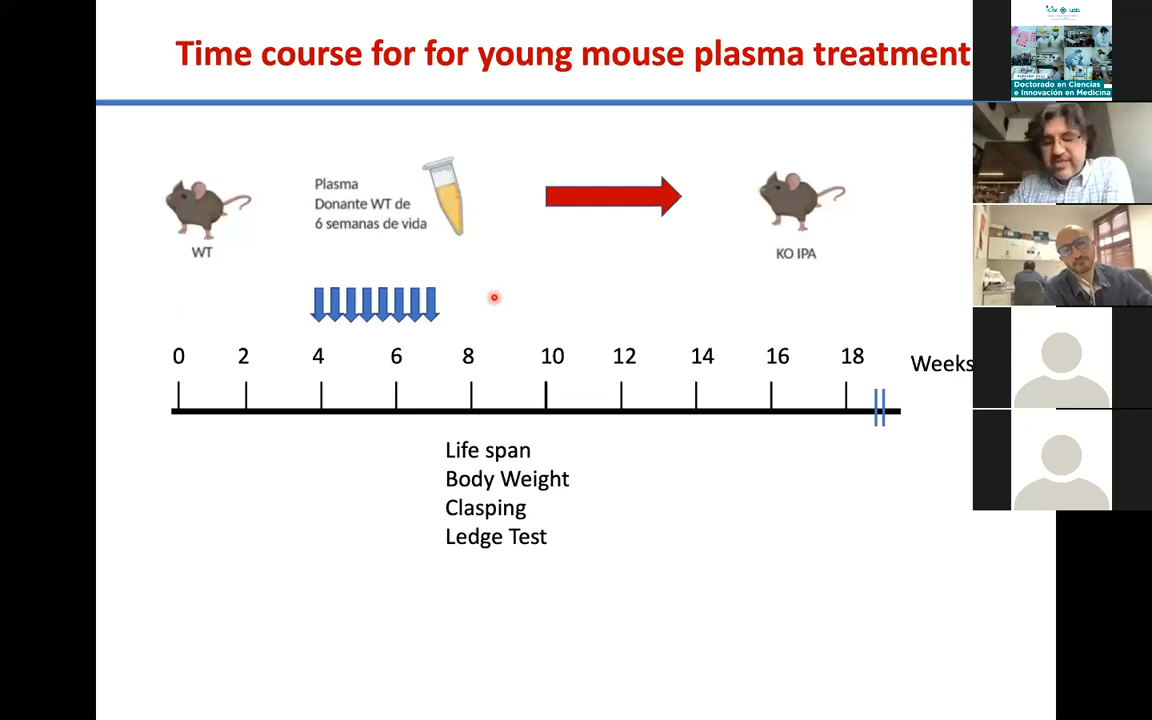 Time course for for young mouse plasma treatment
Plasma
Donante WT de
6 semanas de vida
WT
KO IPA
0 2 4 6 8 10 12 14 16 18 Weeks
Life span
Body Weight
Clasping
Ledge Test
Doctorado en Ciencias
e Innovación en Medicina